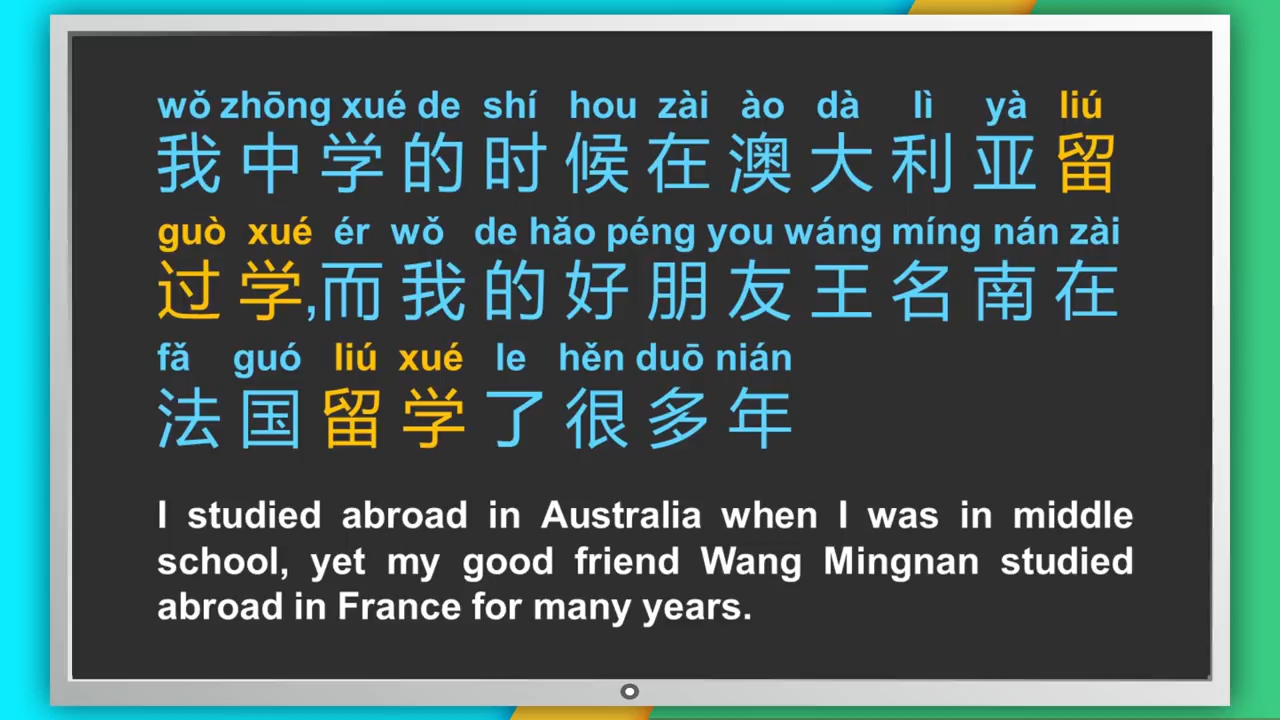 wǒ zhōng xué de shí hou zài ào dà lì yà liú
我中学的时候在澳大利亚留
guò xué ér wǒ de hǎo péng you wáng míng nán zài
过学,而我的好朋友王名南在
fǎ guó liú xué le hěn duō nián
法国留学了很多年
I studied abroad in Australia when I was in middle
school, yet my good friend Wang Mingnan studied
abroad in France for many years.